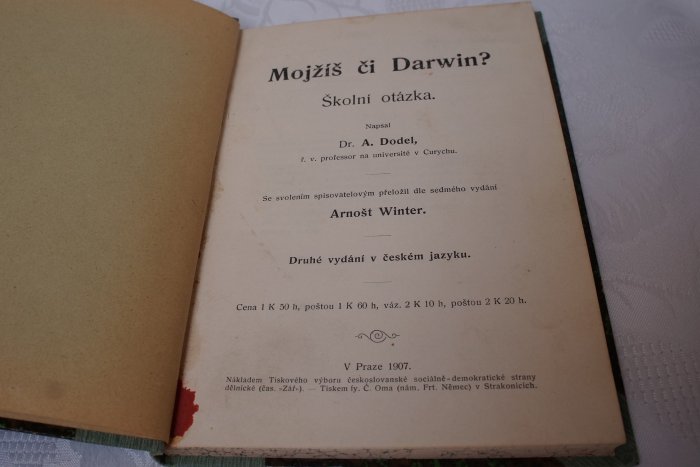 Mojžíš či Darwin?
Školní otázka.
Napsal
Dr. A. Dodel,
ř. v. professor na universitě v Curychu.
Se svolením spisovatelovým přeložil dle sedmého vydání
Arnošt Winter.
Druhé vydání v českém jazyku.
Cena 1 K 50 h, poštou 1 K 60 h, váz. 2 K 10 h, poštou 2 K 20 h.
V Praze 1907.
Nákladem Tiskového výboru českoslovanské sociálně-demokratické strany
dělnické (čas. »Zář«). — Tiskem fy. Č. Oma (nám. Frt. Němec) v Strakonicích.